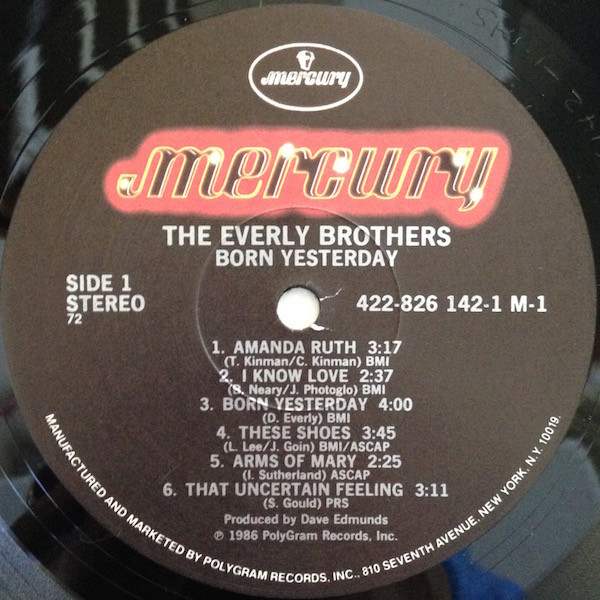 mercury
mercury
THE EVERLY BROTHERS
BORN YESTERDAY
SIDE 1
STEREO
72
422-826 142-1 M-1
1. AMANDA RUTH 3:17
(T. Kinman/C. Kinman) BMI
2. I KNOW LOVE 2:37
(B. Neary/J. Photoglo) BMI
3. BORN YESTERDAY 4:00
(D. Everly) BMI
4. THESE SHOES 3:45
(L. Lee/J. Goin) BMI/ASCAP
5. ARMS OF MARY 2:25
(I. Sutherland) ASCAP
6. THAT UNCERTAIN FEELING 3:11
(S. Gould) PRS
Produced by Dave Edmunds
℗ 1986 PolyGram Records, Inc.
MANUFACTURED AND MARKETED BY POLYGRAM RECORDS, INC., 810 SEVENTH AVENUE, NEW YORK, N.Y. 10019.